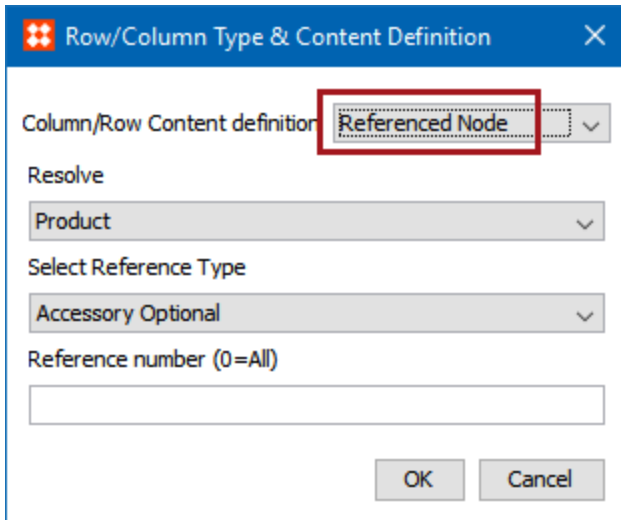 Row/Column Type & Content Definition
Column/Row Content definition Referenced Node
Resolve
Product
Select Reference Type
Accessory Optional
Reference number (0=All)
OK Cancel